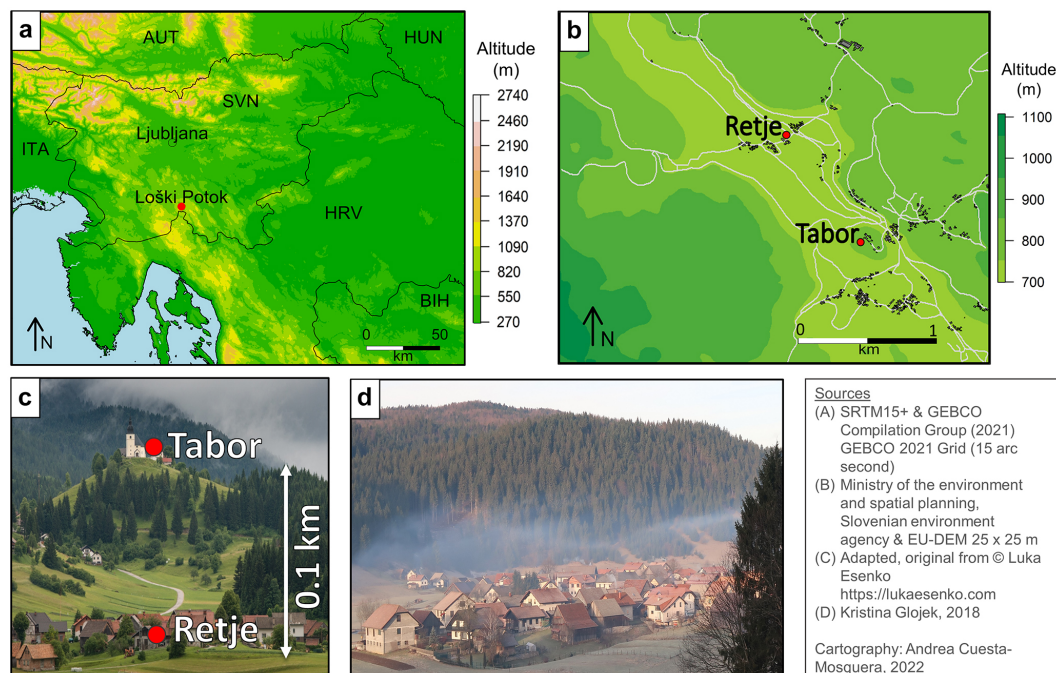 a
AUT
HUN
SVN
Ljubljana
ITA
Loški Potok
HRV
BIH
N
0 50
km
Altitude
(m)
2740
2460
2190
1910
1640
1370
1090
820
550
270
b
Retje
Tabor
N
0 1
km
Altitude
(m)
1100
1000
900
800
700
c
Tabor
0.1 km
Retje
d
Sources
(A) SRTM15+ & GEBCO
Compilation Group (2021)
GEBCO 2021 Grid (15 arc
second)
(B) Ministry of the environment
and spatial planning,
Slovenian environment
agency & EU-DEM 25 x 25 m
(C) Adapted, original from © Luka
Esenko
https://lukaesenko.com
(D) Kristina Glojek, 2018
Cartography: Andrea Cuesta-
Mosquera, 2022